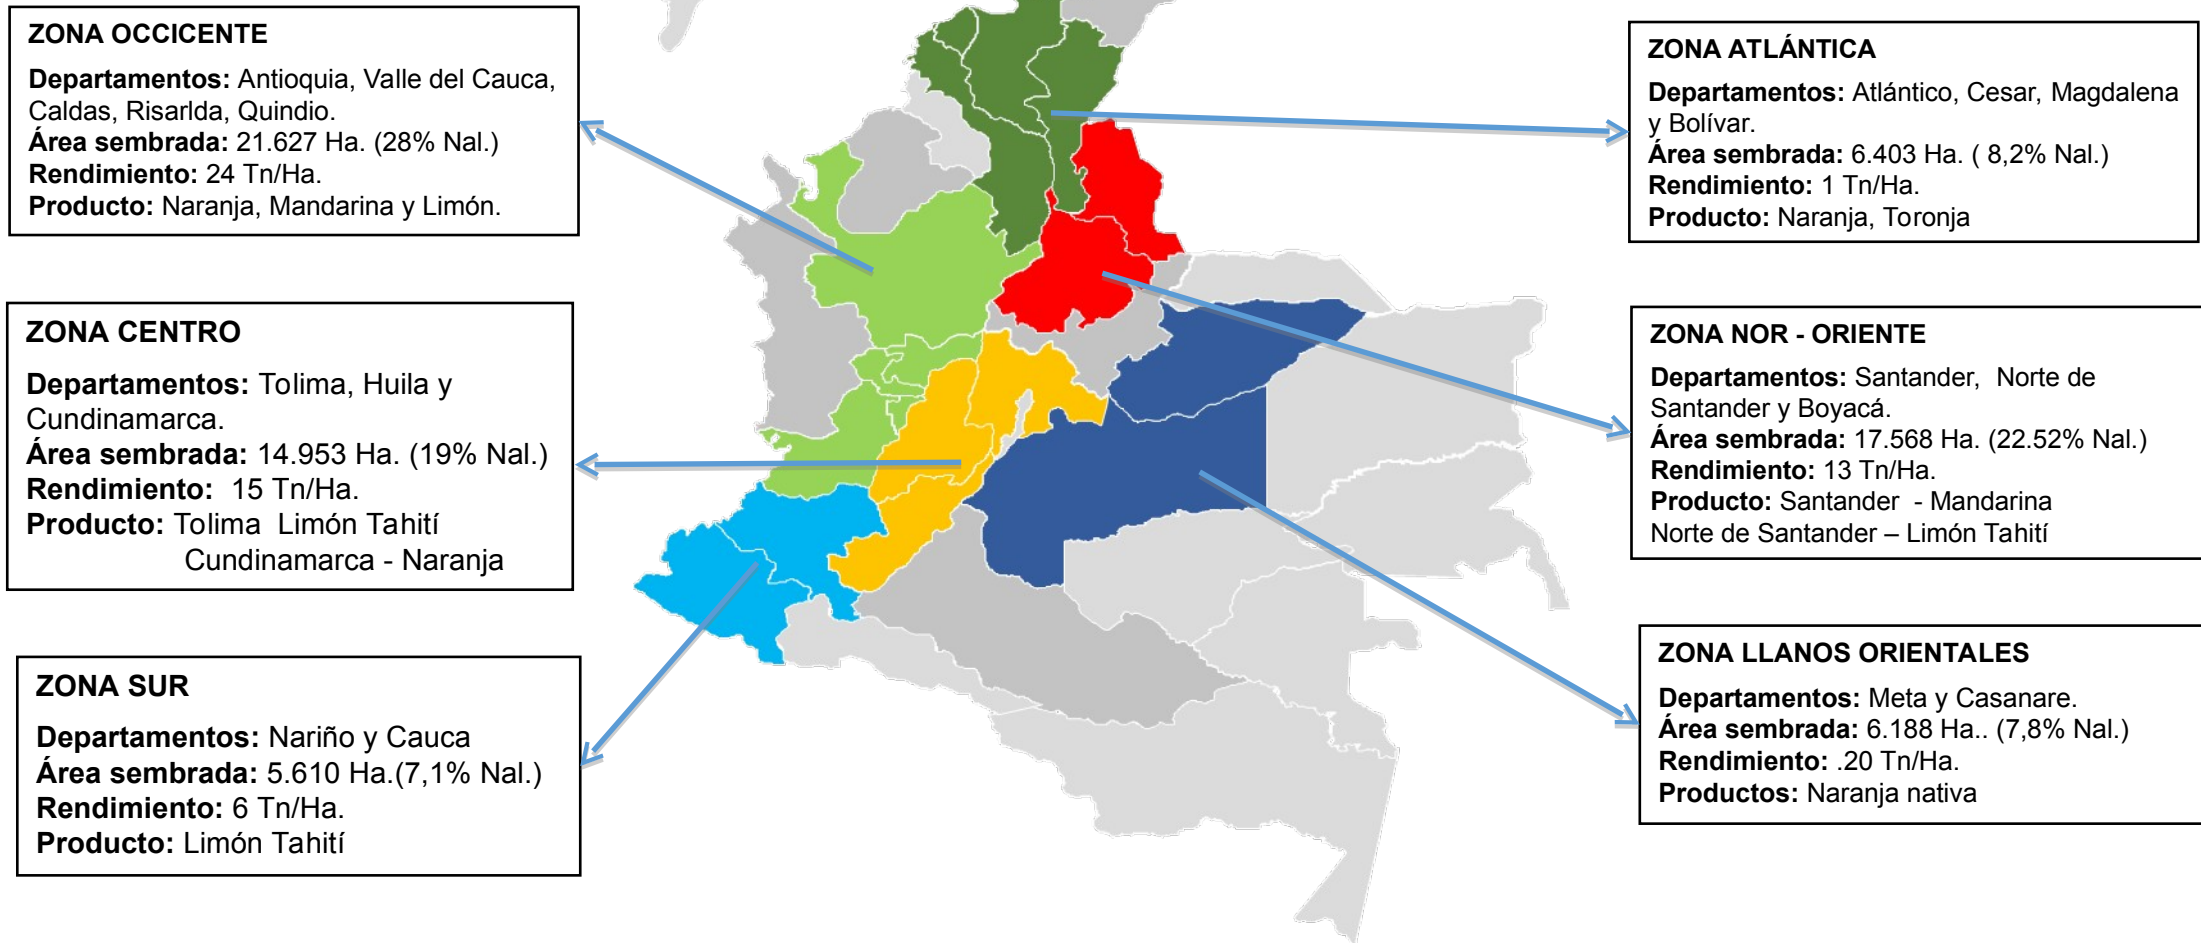 ZONA OCCICENTE
Departamentos: Antioquia, Valle del Cauca,
Caldas, Risarlda, Quindio.
Área sembrada: 21.627 Ha. (28% Nal.)
Rendimiento: 24 Tn/Ha.
Producto: Naranja, Mandarina y Limón.
ZONA CENTRO
Departamentos: Tolima, Huila y
Cundinamarca.
Área sembrada: 14.953 Ha. (19% Nal.)
Rendimiento: 15 Tn/Ha.
Producto: Tolima Limón Tahití
Cundinamarca - Naranja
ZONA SUR
Departamentos: Nariño y Cauca
Área sembrada: 5.610 Ha.(7,1% Nal.)
Rendimiento: 6 Tn/Ha.
Producto: Limón Tahití
ZONA ATLÁNTICA
Departamentos: Atlántico, Cesar, Magdalena
y Bolívar.
Área sembrada: 6.403 Ha. ( 8,2% Nal.)
Rendimiento: 1 Tn/Ha.
Producto: Naranja, Toronja
ZONA NOR - ORIENTE
Departamentos: Santander, Norte de
Santander y Boyacá.
Área sembrada: 17.568 Ha. (22.52% Nal.)
Rendimiento: 13 Tn/Ha.
Producto: Santander - Mandarina
Norte de Santander – Limón Tahití
ZONA LLANOS ORIENTALES
Departamentos: Meta y Casanare.
Área sembrada: 6.188 Ha.. (7,8% Nal.)
Rendimiento: .20 Tn/Ha.
Productos: Naranja nativa